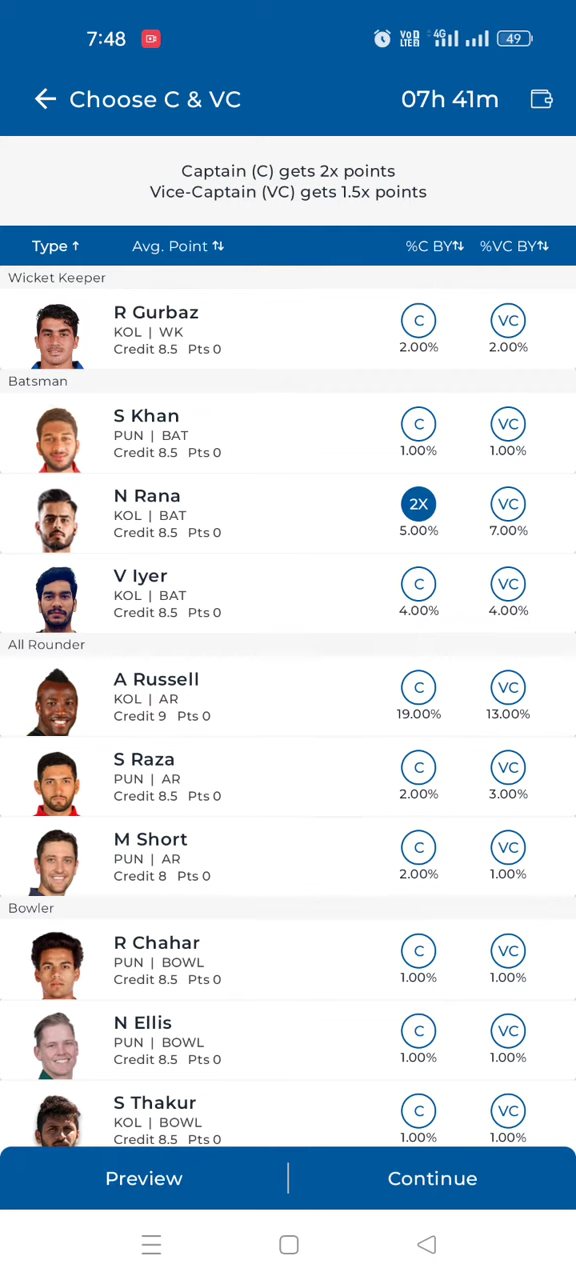 7:48 VoD LTE2 4G 49
Choose C & VC 07h 41m
Captain (C) gets 2x points
Vice-Captain (VC) gets 1.5x points
Type Avg. Point %C BY %VC BY
Wicket Keeper
R Gurbaz
KOL | WK C VC
Credit 8.5 Pts 0 2.00% 2.00%
Batsman
S Khan
PUN | BAT C VC
Credit 8.5 Pts 0 1.00% 1.00%
N Rana
KOL | BAT 2X VC
Credit 8.5 Pts 0 5.00% 7.00%
V Iyer
KOL | BAT C VC
Credit 8.5 Pts 0 4.00% 4.00%
All Rounder
A Russell
KOL | AR C VC
Credit 9 Pts 0 19.00% 13.00%
S Raza
PUN | AR C VC
Credit 8.5 Pts 0 2.00% 3.00%
M Short
PUN | AR C VC
Credit 8 Pts 0 2.00% 1.00%
Bowler
R Chahar
PUN | BOWL C VC
Credit 8.5 Pts 0 1.00% 1.00%
N Ellis
PUN | BOWL C VC
Credit 8.5 Pts 0 1.00% 1.00%
S Thakur
KOL | BOWL C VC
Credit 8.5 Pts 0 1.00% 1.00%
Preview Continue